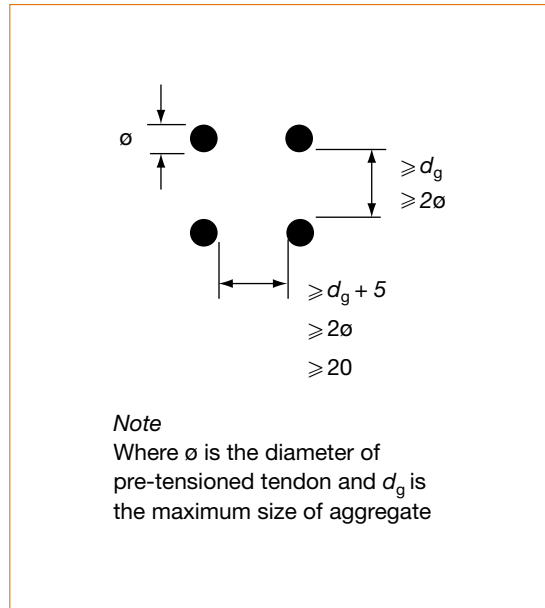 ø
⩾ d_g
⩾ 2ø
⩾ d_g + 5
⩾ 2ø
⩾ 20
Note
Where ø is the diameter of
pre-tensioned tendon and d_g is
the maximum size of aggregate